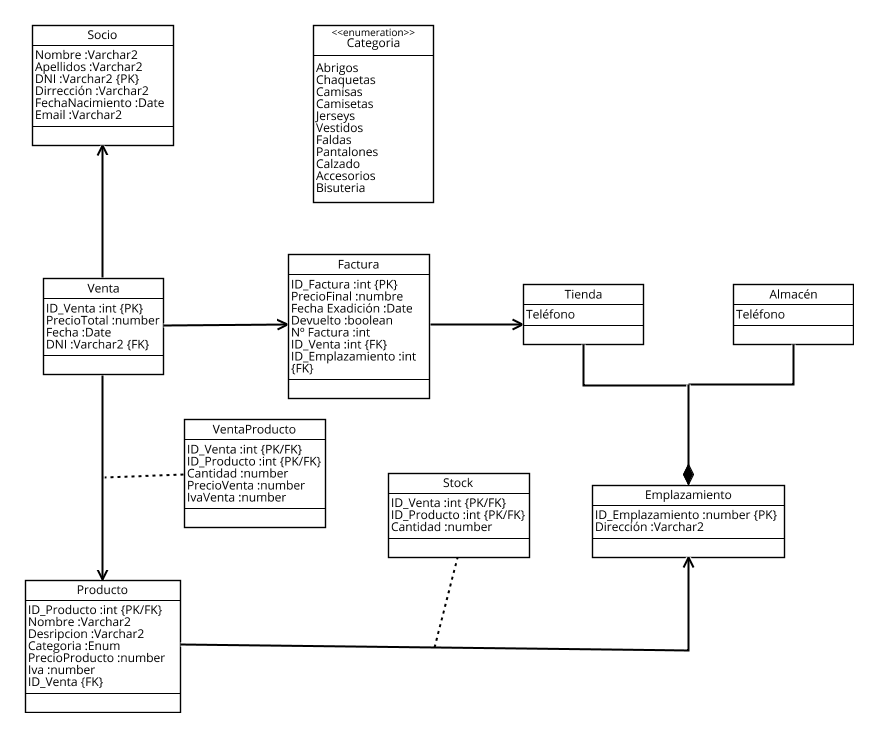 Socio
Nombre :Varchar2
Apellidos :Varchar2
DNI :Varchar2 {PK}
Dirrección :Varchar2
FechaNacimiento :Date
Email :Varchar2
<<enumeration>>
Categoria
Abrigos
Chaquetas
Camisas
Camisetas
Jerseys
Vestidos
Faldas
Pantalones
Calzado
Accesorios
Bisuteria
Venta
ID_Venta :int {PK}
PrecioTotal :number
Fecha :Date
DNI :Varchar2 {FK}
Factura
ID_Factura :int {PK}
PrecioFinal :numbre
Fecha Exadición :Date
Devuelto :boolean
Nº Factura :int
ID_Venta :int {FK}
ID_Emplazamiento :int
{FK}
Tienda
Teléfono
Almacén
Teléfono
VentaProducto
ID_Venta :int {PK/FK}
ID_Producto :int {PK/FK}
Cantidad :number
PrecioVenta :number
IvaVenta :number
Stock
ID_Venta :int {PK/FK}
ID_Producto :int {PK/FK}
Cantidad :number
Emplazamiento
ID_Emplazamiento :number {PK}
Dirección :Varchar2
Producto
ID_Producto :int {PK/FK}
Nombre :Varchar2
Desripcion :Varchar2
Categoria :Enum
PrecioProducto :number
Iva :number
ID_Venta {FK}